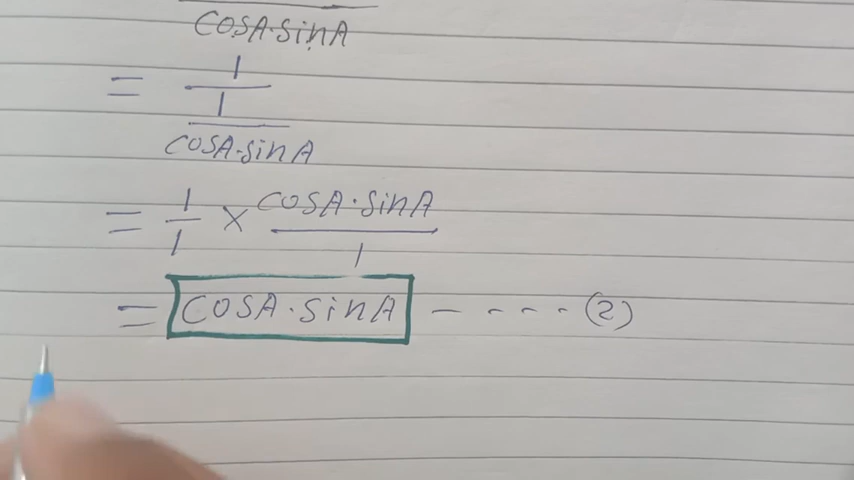 cosA·sinA
= 1
1
cosA·sinA
= 1/1 × cosA·sinA/1
= cosA·sinA - - - - (2)